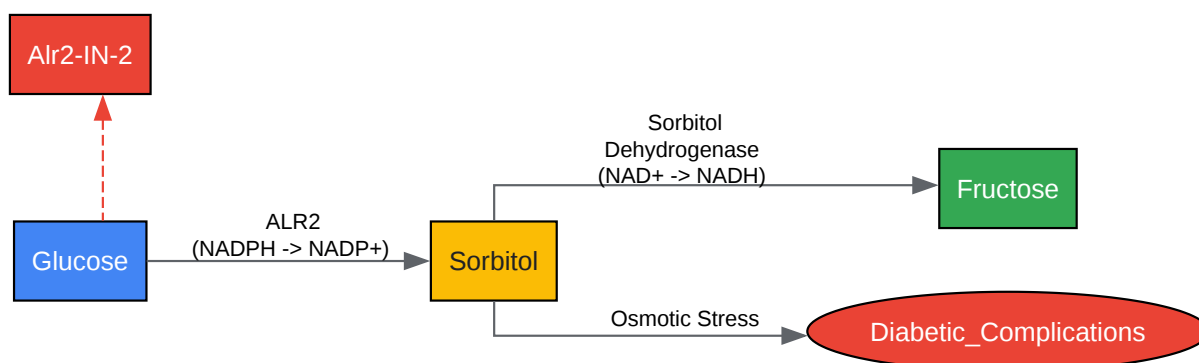 Alr2-IN-2
Sorbitol
Dehydrogenase
(NAD+ -> NADH)
Fructose
ALR2
(NADPH -> NADP+)
Glucose
Sorbitol
Osmotic Stress
Diabetic_Complications